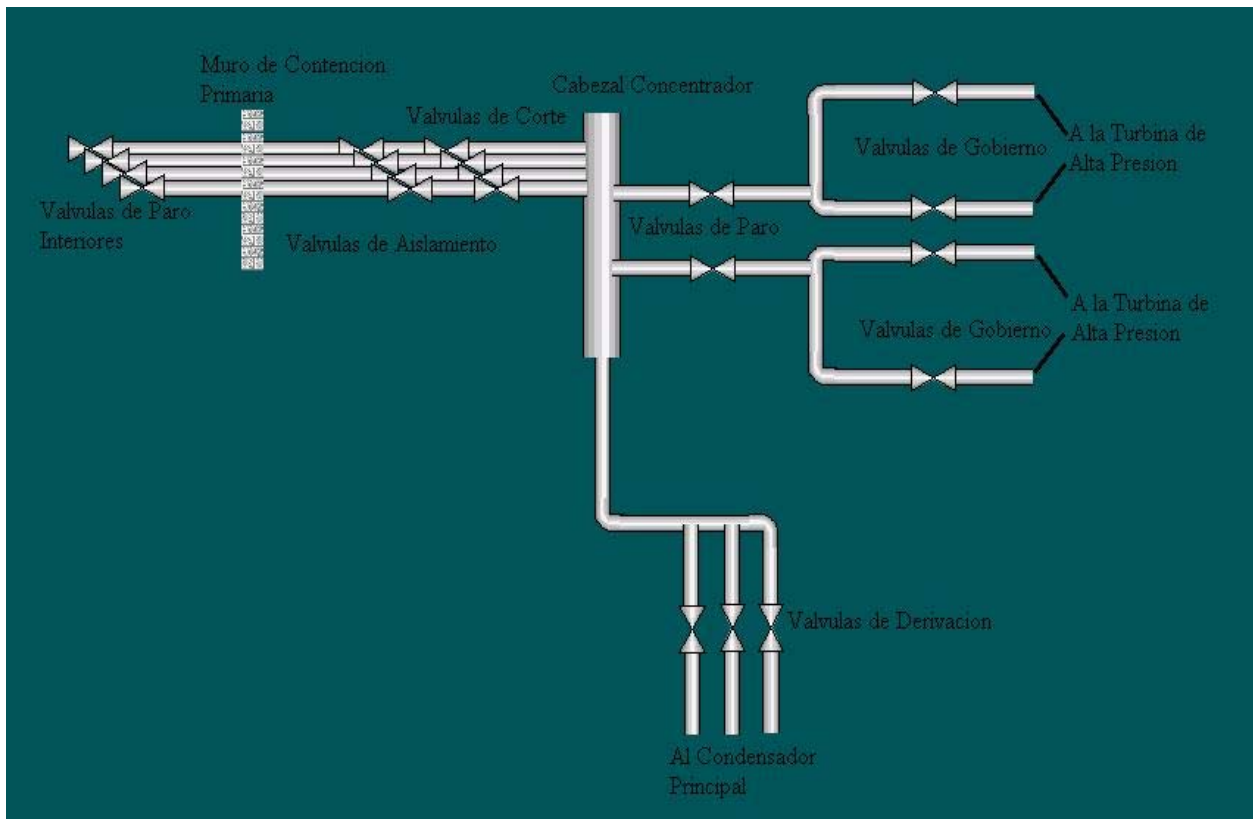 Muro de Contencion
Primaria
Cabezal Concentrador
Valvulas de Corte
A la Turbina de
Alta Presion
Valvulas de Gobierno
Valvulas de Paro
Interiores
Valvulas de Aislamiento
Valvulas de Paro
A la Turbina de
Alta Presion
Valvulas de Gobierno
Valvulas de Derivacion
Al Condensador
Principal